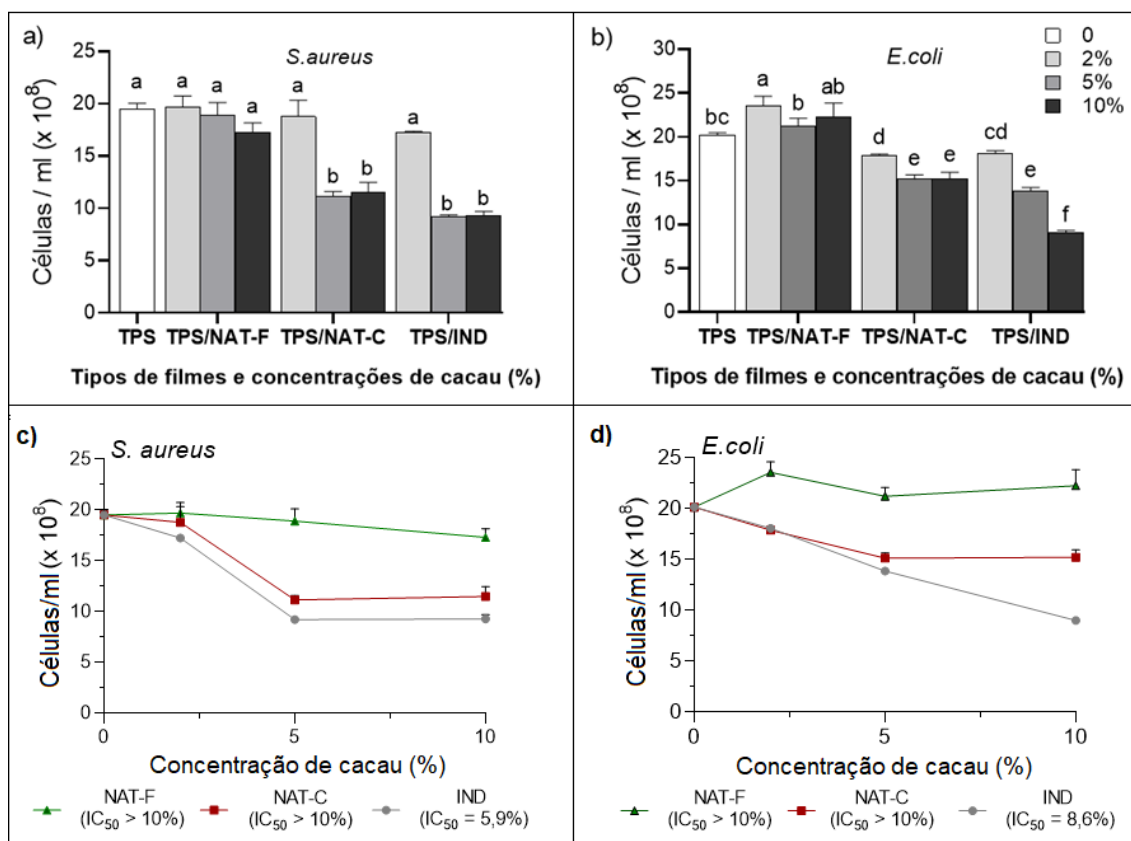 a)
S.aureus
Células / ml (x 10⁸)
25
20
15
10
5
0
a
a
a
a
a
b
b
a
b
b
TPS
TPS/NAT-F
TPS/NAT-C
TPS/IND
Tipos de filmes e concentrações de cacau (%)
b)
E.coli
0
2%
5%
10%
Células / ml (x 10⁸)
30
25
20
15
10
5
0
bc
a
b
ab
d
e
e
cd
e
f
TPS
TPS/NAT-F
TPS/NAT-C
TPS/IND
Tipos de filmes e concentrações de cacau (%)
c)
S. aureus
Células/ml (x 10⁸)
25
20
15
10
5
0
0
5
10
Concentração de cacau (%)
NAT-F
(IC₅₀ > 10%)
NAT-C
(IC₅₀ > 10%)
IND
(IC₅₀ = 5,9%)
d)
E.coli
Células/ml (x 10⁸)
25
20
15
10
5
0
0
5
10
Concentração de cacau (%)
NAT-F
(IC₅₀ > 10%)
NAT-C
(IC₅₀ > 10%)
IND
(IC₅₀ = 8,6%)